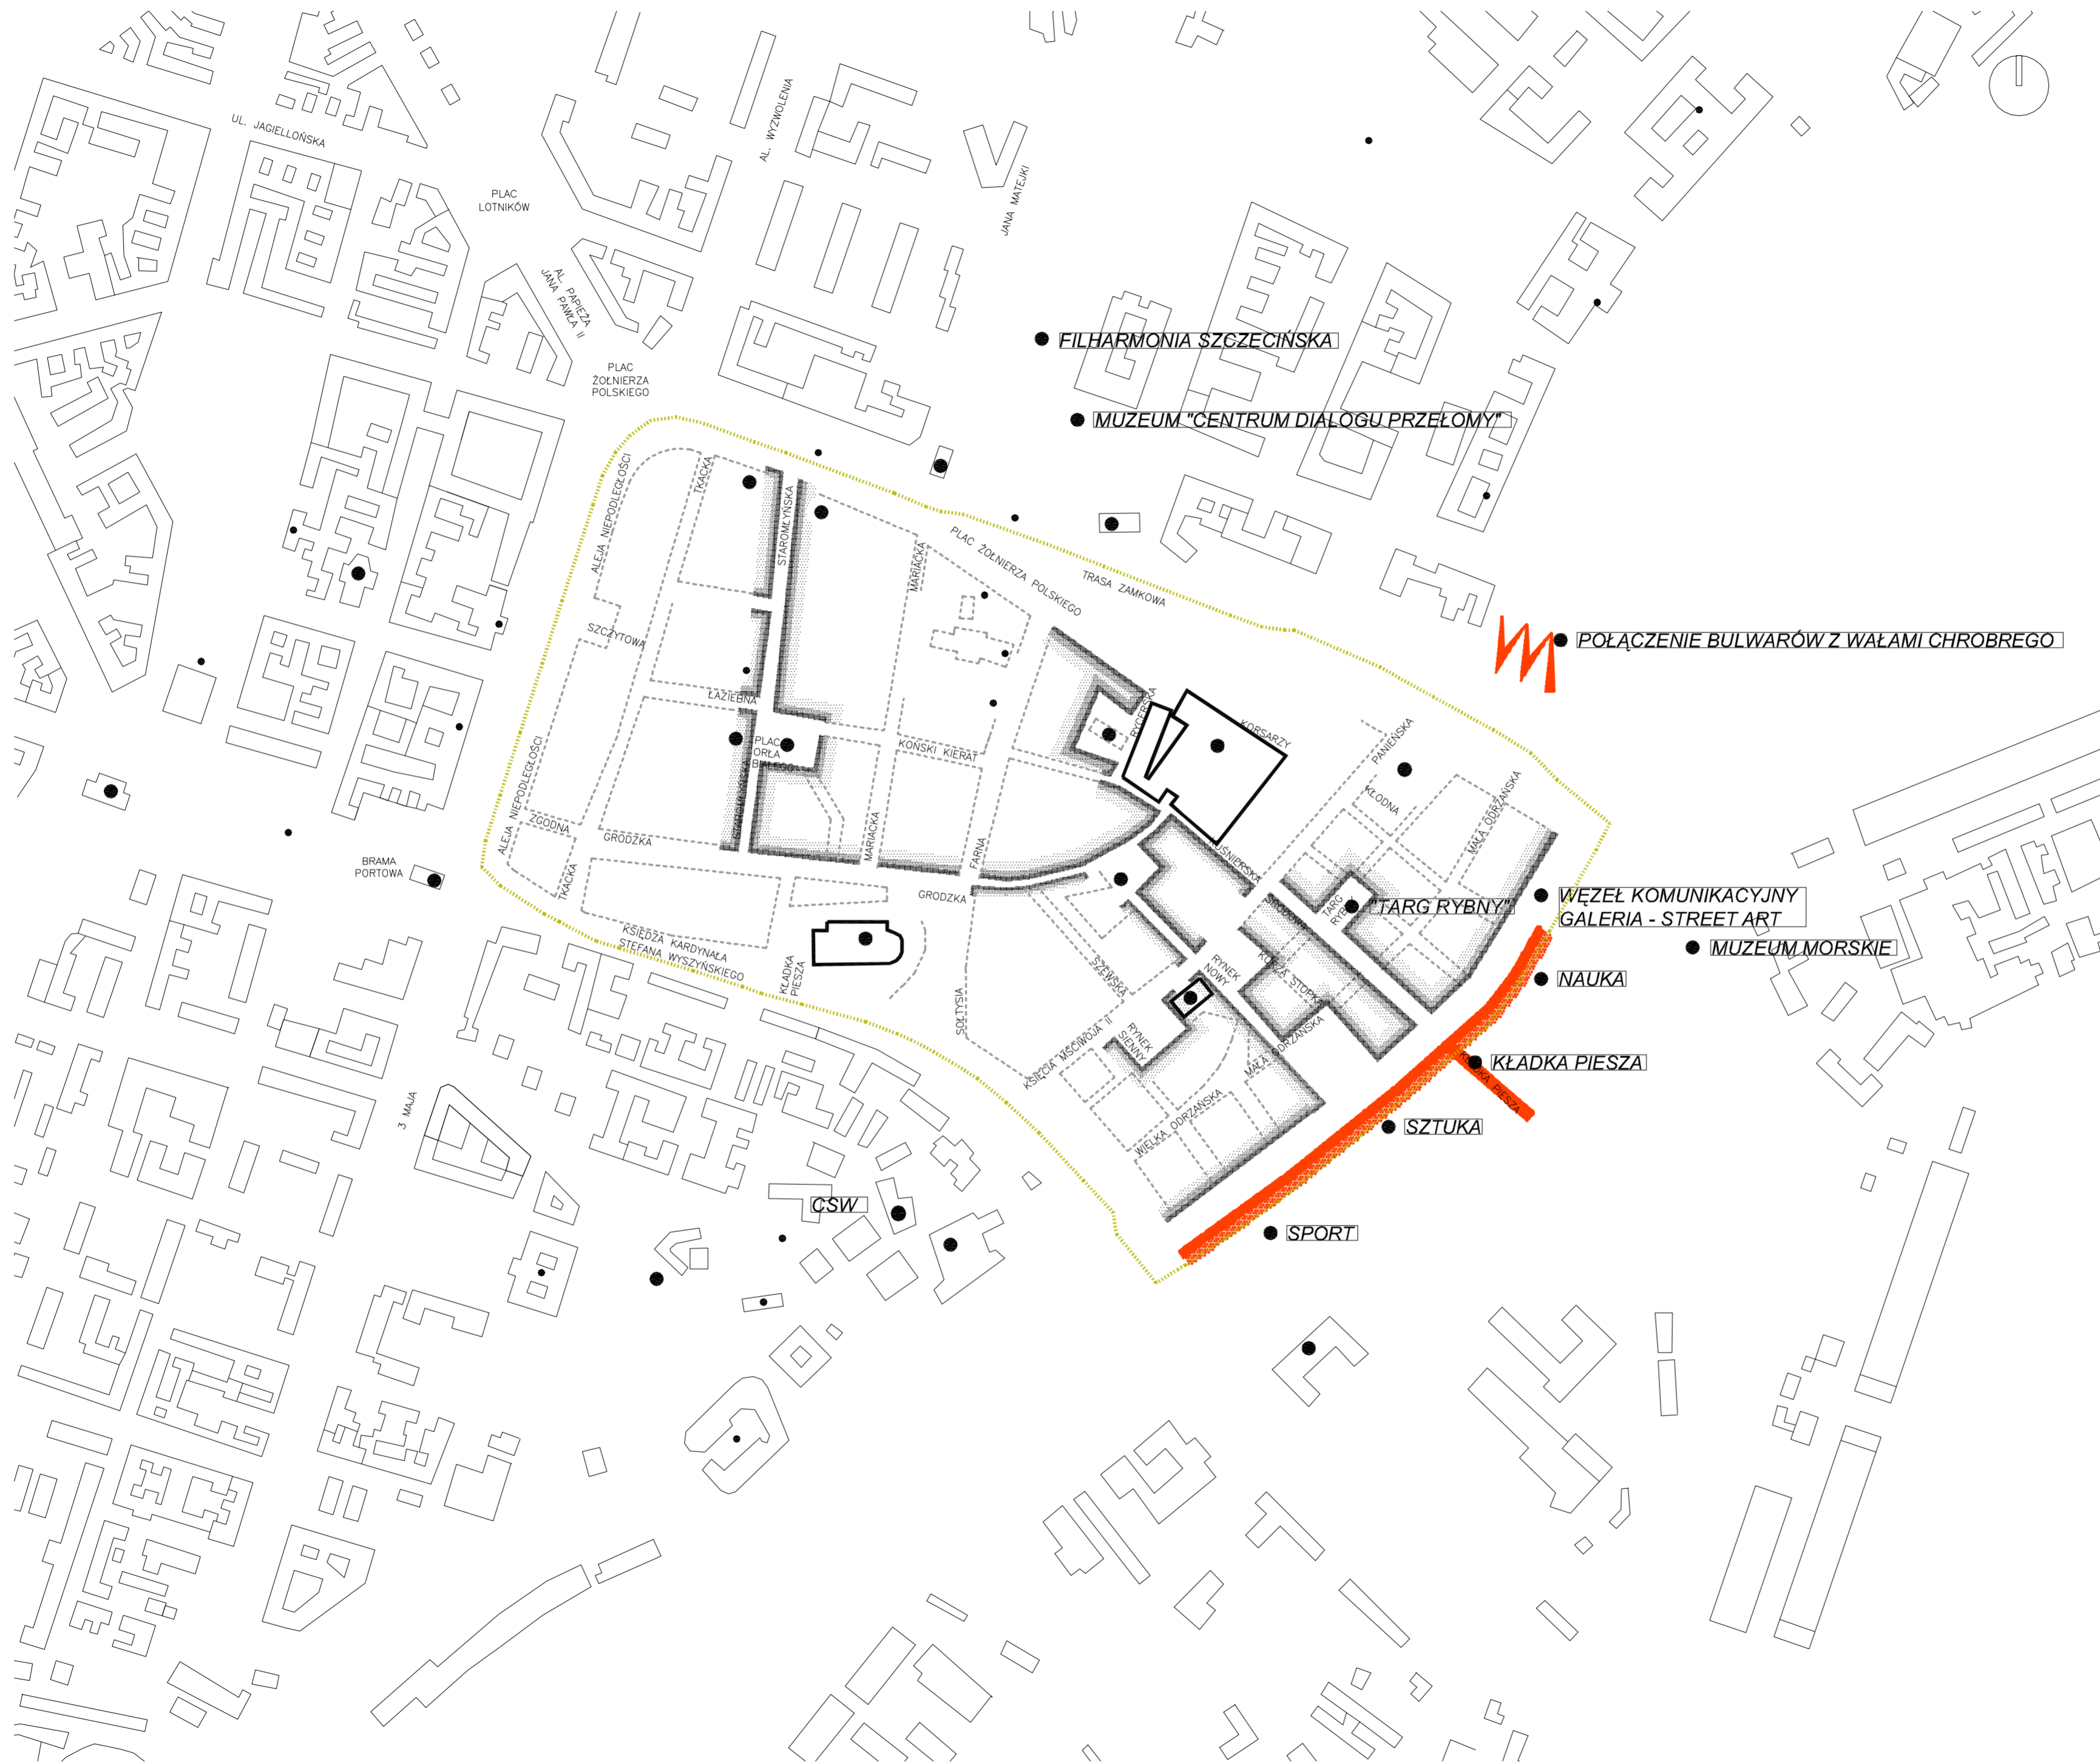 UL. JAGIELLOŃSKA
AL. WYZWOLENIA
PLAC
LOTNIKÓW
JANA MATEJKI
AL. PAPIEŻA
JANA PAWŁA II
FILHARMONIA SZCZECIŃSKA
PLAC
ŻOŁNIERZA
POLSKIEGO
MUZEUM "CENTRUM DIALOGU PRZEŁOMY"
ALEJA NIEPODLEGŁOŚCI
TKACKA
STAROMŁYŃSKA
MARIACKA
PLAC ŻOŁNIERZA POLSKIEGO
TRASA ZAMKOWA
SZCZYTOWA
POŁĄCZENIE BULWARÓW Z WAŁAMI CHROBREGO
ŁAZIEBNA
RYCERSKA
KORSARZY
PANIEŃSKA
PLAC
ORŁA
BIAŁEGO
KOŃSKI KIERAT
ALEJA NIEPODLEGŁOŚCI
KŁODNA
MAŁA ODRZAŃSKA
ZGODNA
GRODZKA
MARIACKA
FARNA
KUŚNIERSKA
BRAMA
PORTOWA
TKACKA
GRODZKA
ŚRODOWA
TARG
RYBNY
"TARG RYBNY"
WĘZEŁ KOMUNIKACYJNY
GALERIA - STREET ART
KSIĘDZA KARDYNAŁA
STEFANA WYSZYŃSKIEGO
KŁADKA
PIESZA
MUZEUM MORSKIE
SZEWSKA
RYNEK
NOWY
KURZA STOPKA
NAUKA
SOŁTYSIA
KSIĘCIA MŚCIWOJA II
RYNEK
SIENNY
MAŁA ODRZAŃSKA
KŁADKA PIESZA
KŁADKA PIESZA
3 MAJA
WIELKA ODRZAŃSKA
SZTUKA
CSW
SPORT